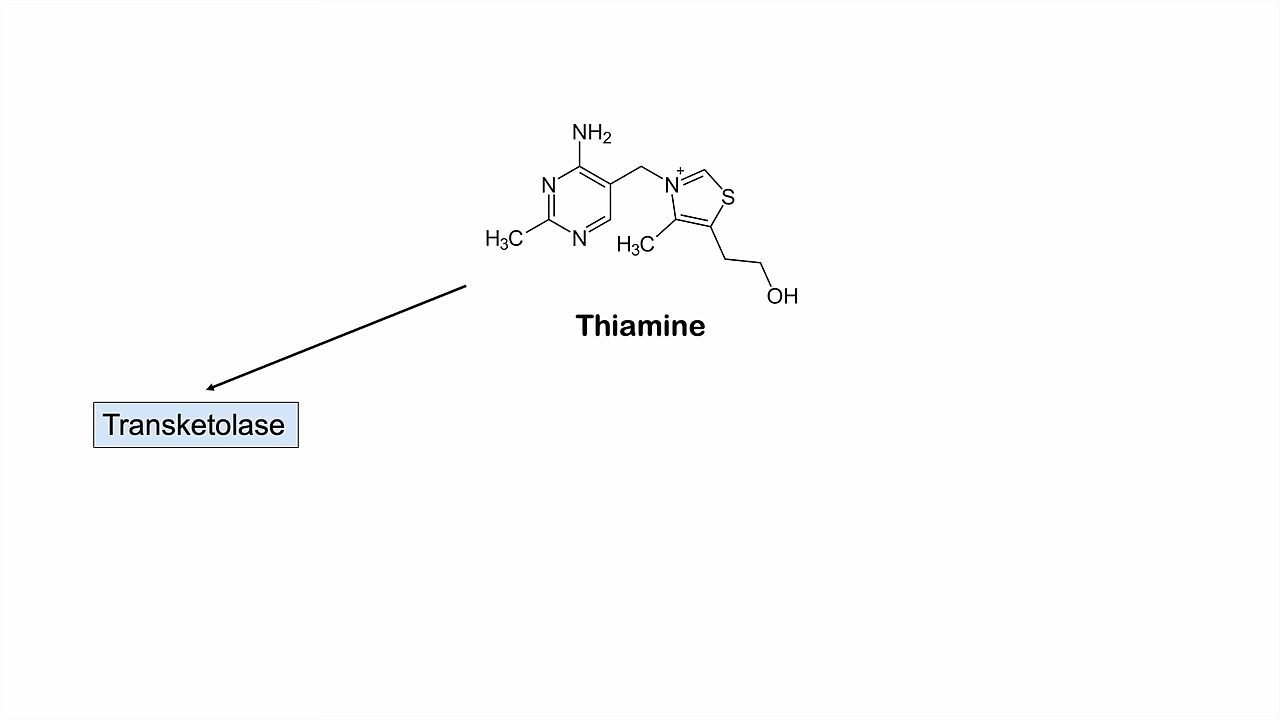 NH₂
N
N
H₃C
N⁺
S
H₃C
OH
Thiamine
Transketolase